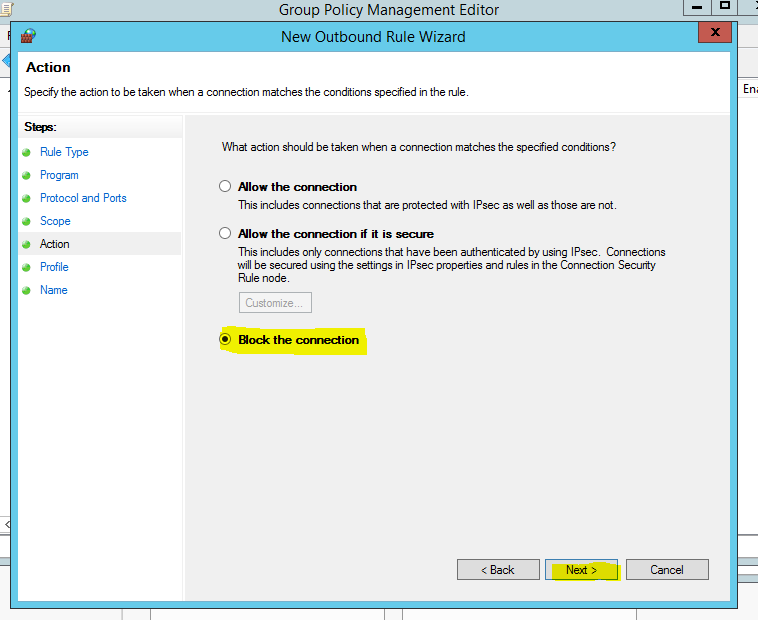 Group Policy Management Editor
New Outbound Rule Wizard
x
Action
Specify the action to be taken when a connection matches the conditions specified in the rule.
Ena
Steps:
Rule Type
Program
Protocol and Ports
Scope
Action
Profile
Name
What action should be taken when a connection matches the specified conditions?
Allow the connection
This includes connections that are protected with IPsec as well as those are not.
Allow the connection if it is secure
This includes only connections that have been authenticated by using IPsec. Connections
will be secured using the settings in IPsec properties and rules in the Connection Security
Rule node.
Customize...
Block the connection
< Back
Next >
Cancel